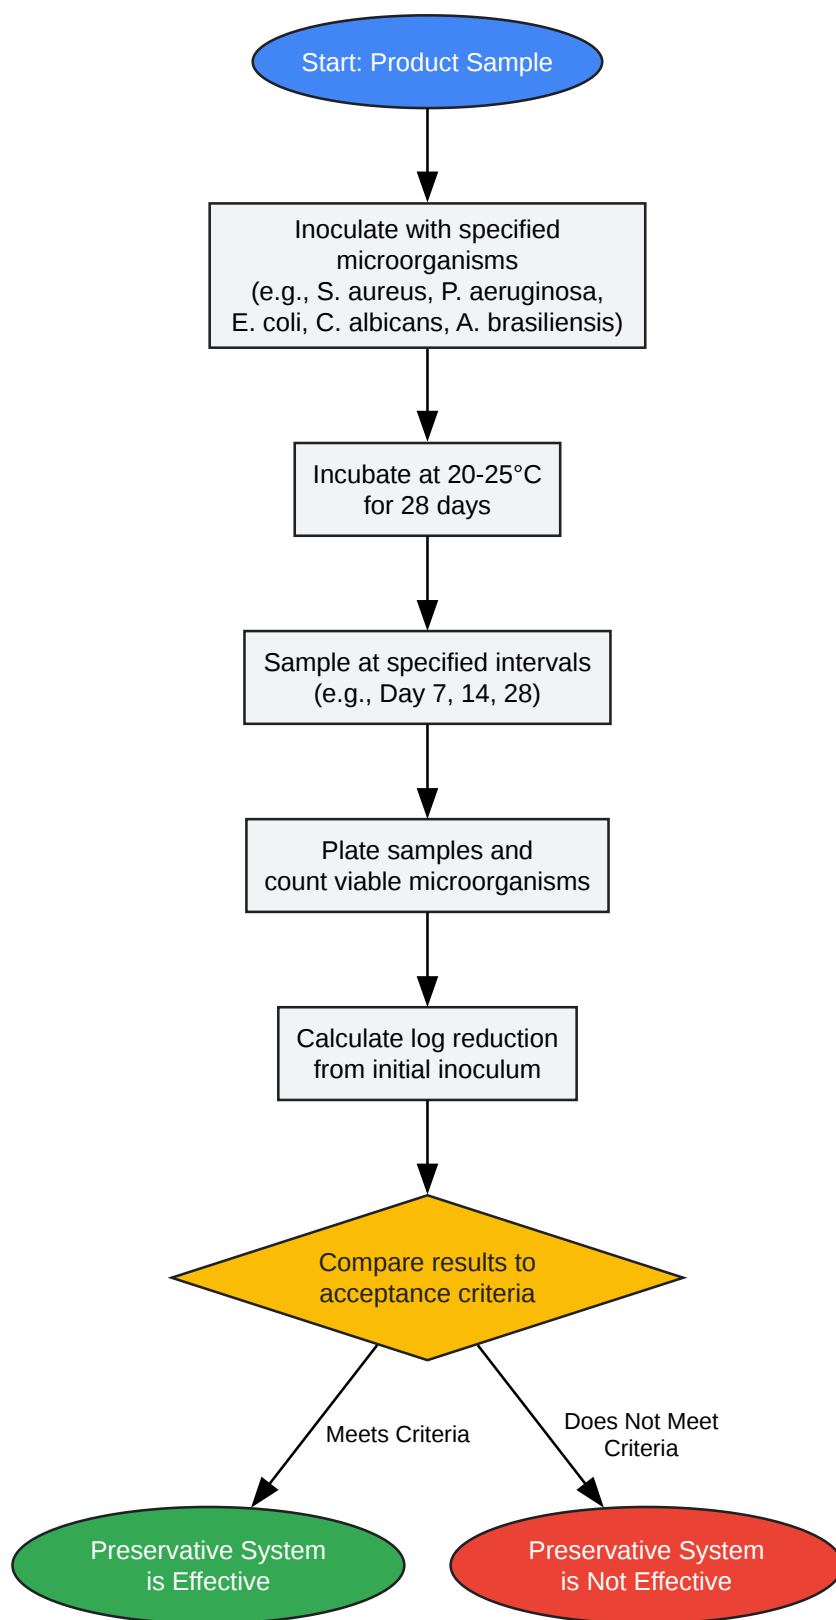 Start: Product Sample
Inoculate with specified
microorganisms
(e.g., S. aureus, P. aeruginosa,
E. coli, C. albicans, A. brasiliensis)
Incubate at 20-25°C
for 28 days
Sample at specified intervals
(e.g., Day 7, 14, 28)
Plate samples and
count viable microorganisms
Calculate log reduction
from initial inoculum
Compare results to
acceptance criteria
Meets Criteria
Does Not Meet
Criteria
Preservative System
is Effective
Preservative System
is Not Effective